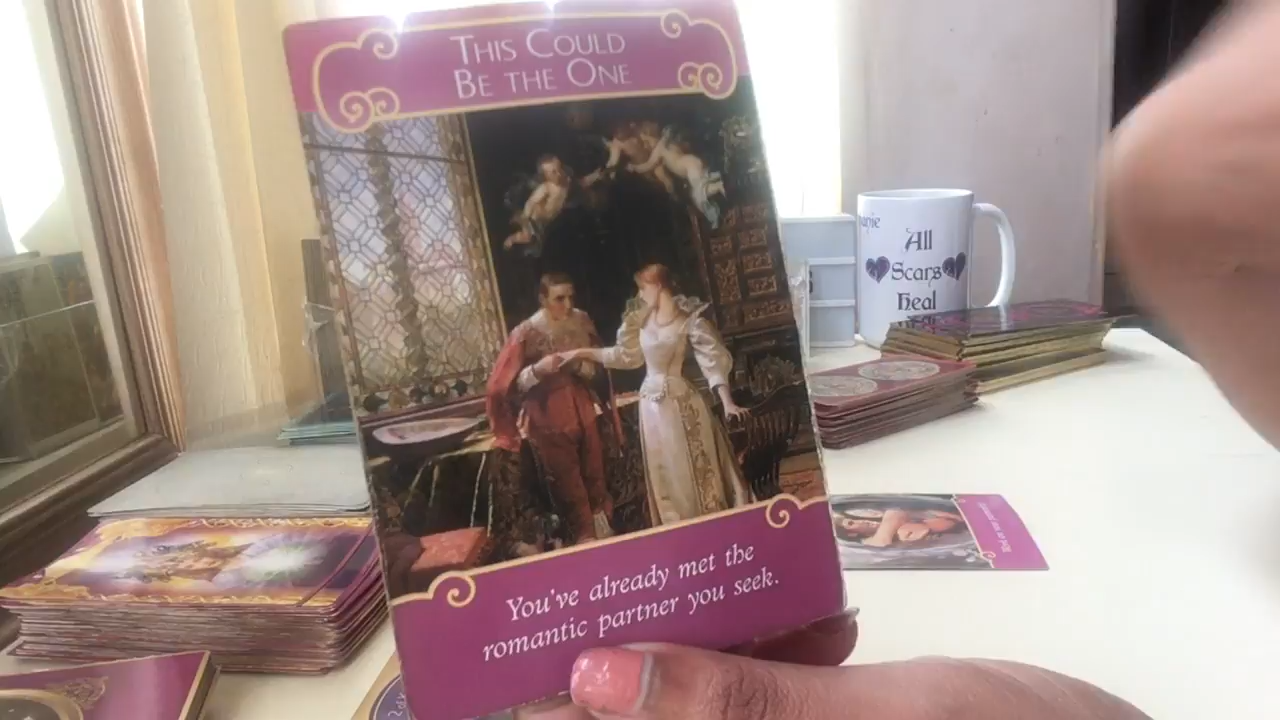 THIS COULD
BE THE ONE
You've already met the
romantic partner you seek.
All
Scars
Heal